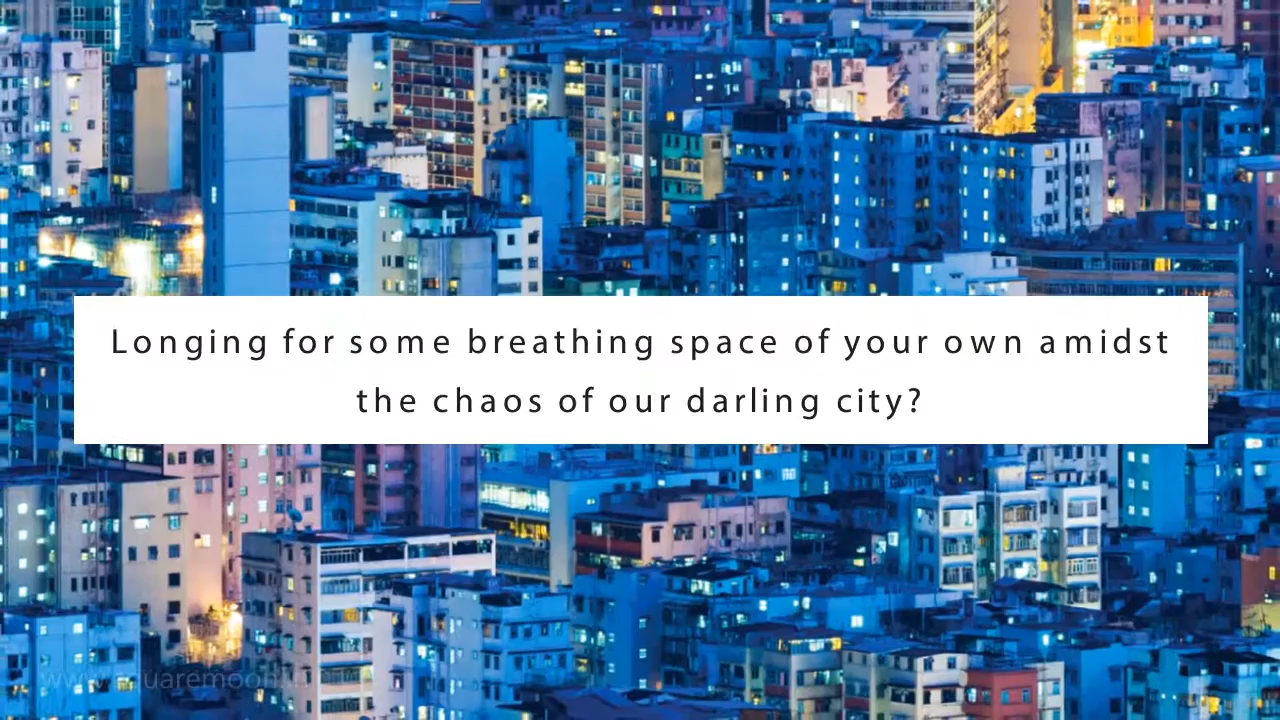 Longing for some breathing space of your own amidst
the chaos of our darling city?